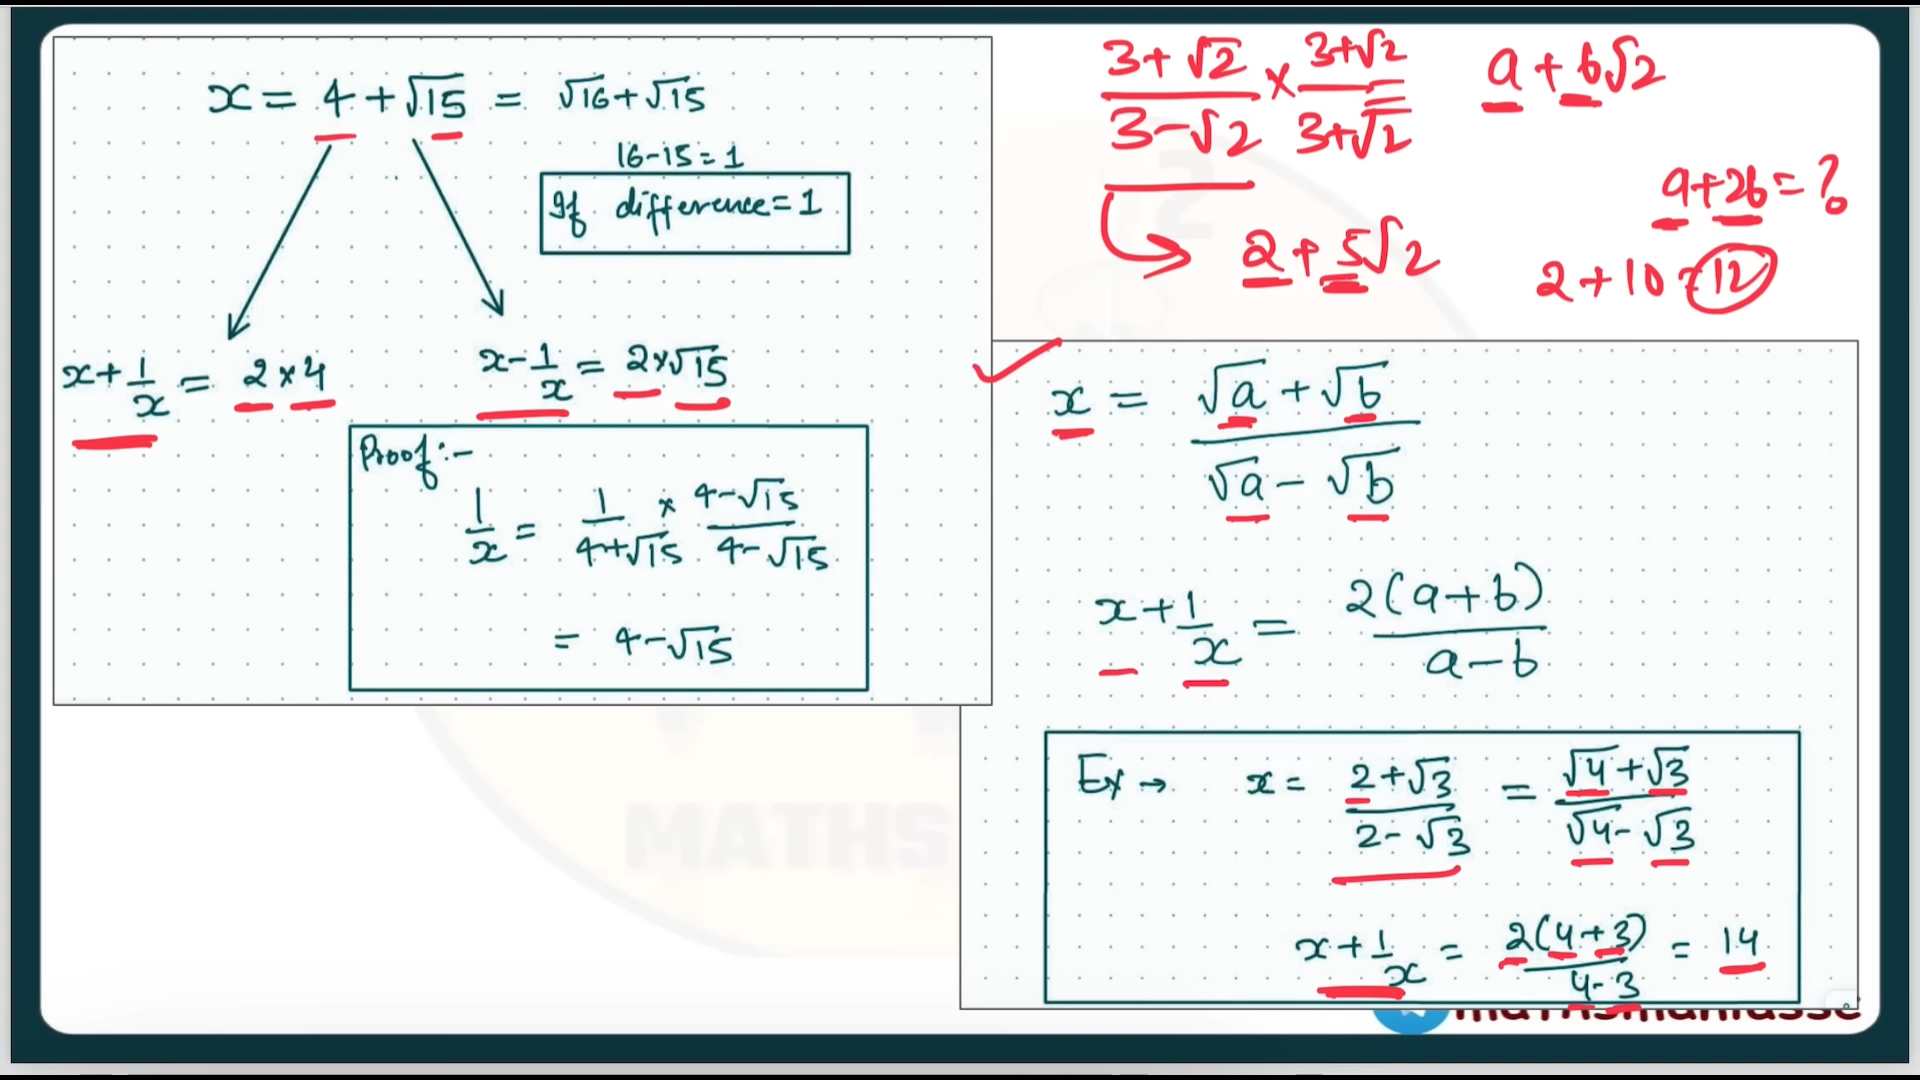 x = 4 + √15 = √16 + √15
16 - 15 = 1
If difference = 1
x + 1/x = 2 × 4
x - 1/x = 2 × √15
Proof :-
1/x = 1/(4+√15) × (4-√15)/(4-√15)
= 4 - √15
(3+√2)/(3-√2) × (3+√2)/(3+√2)
a + b√2
a + 2b = ?
2 + 5√2
2 + 10 = 12
x = (√a + √b)/(√a - √b)
x + 1/x = 2(a+b)/(a-b)
Ex → x = (2+√3)/(2-√3) = (√4+√3)/(√4-√3)
x + 1/x = 2(4+3)/(4-3) = 14
MATHS